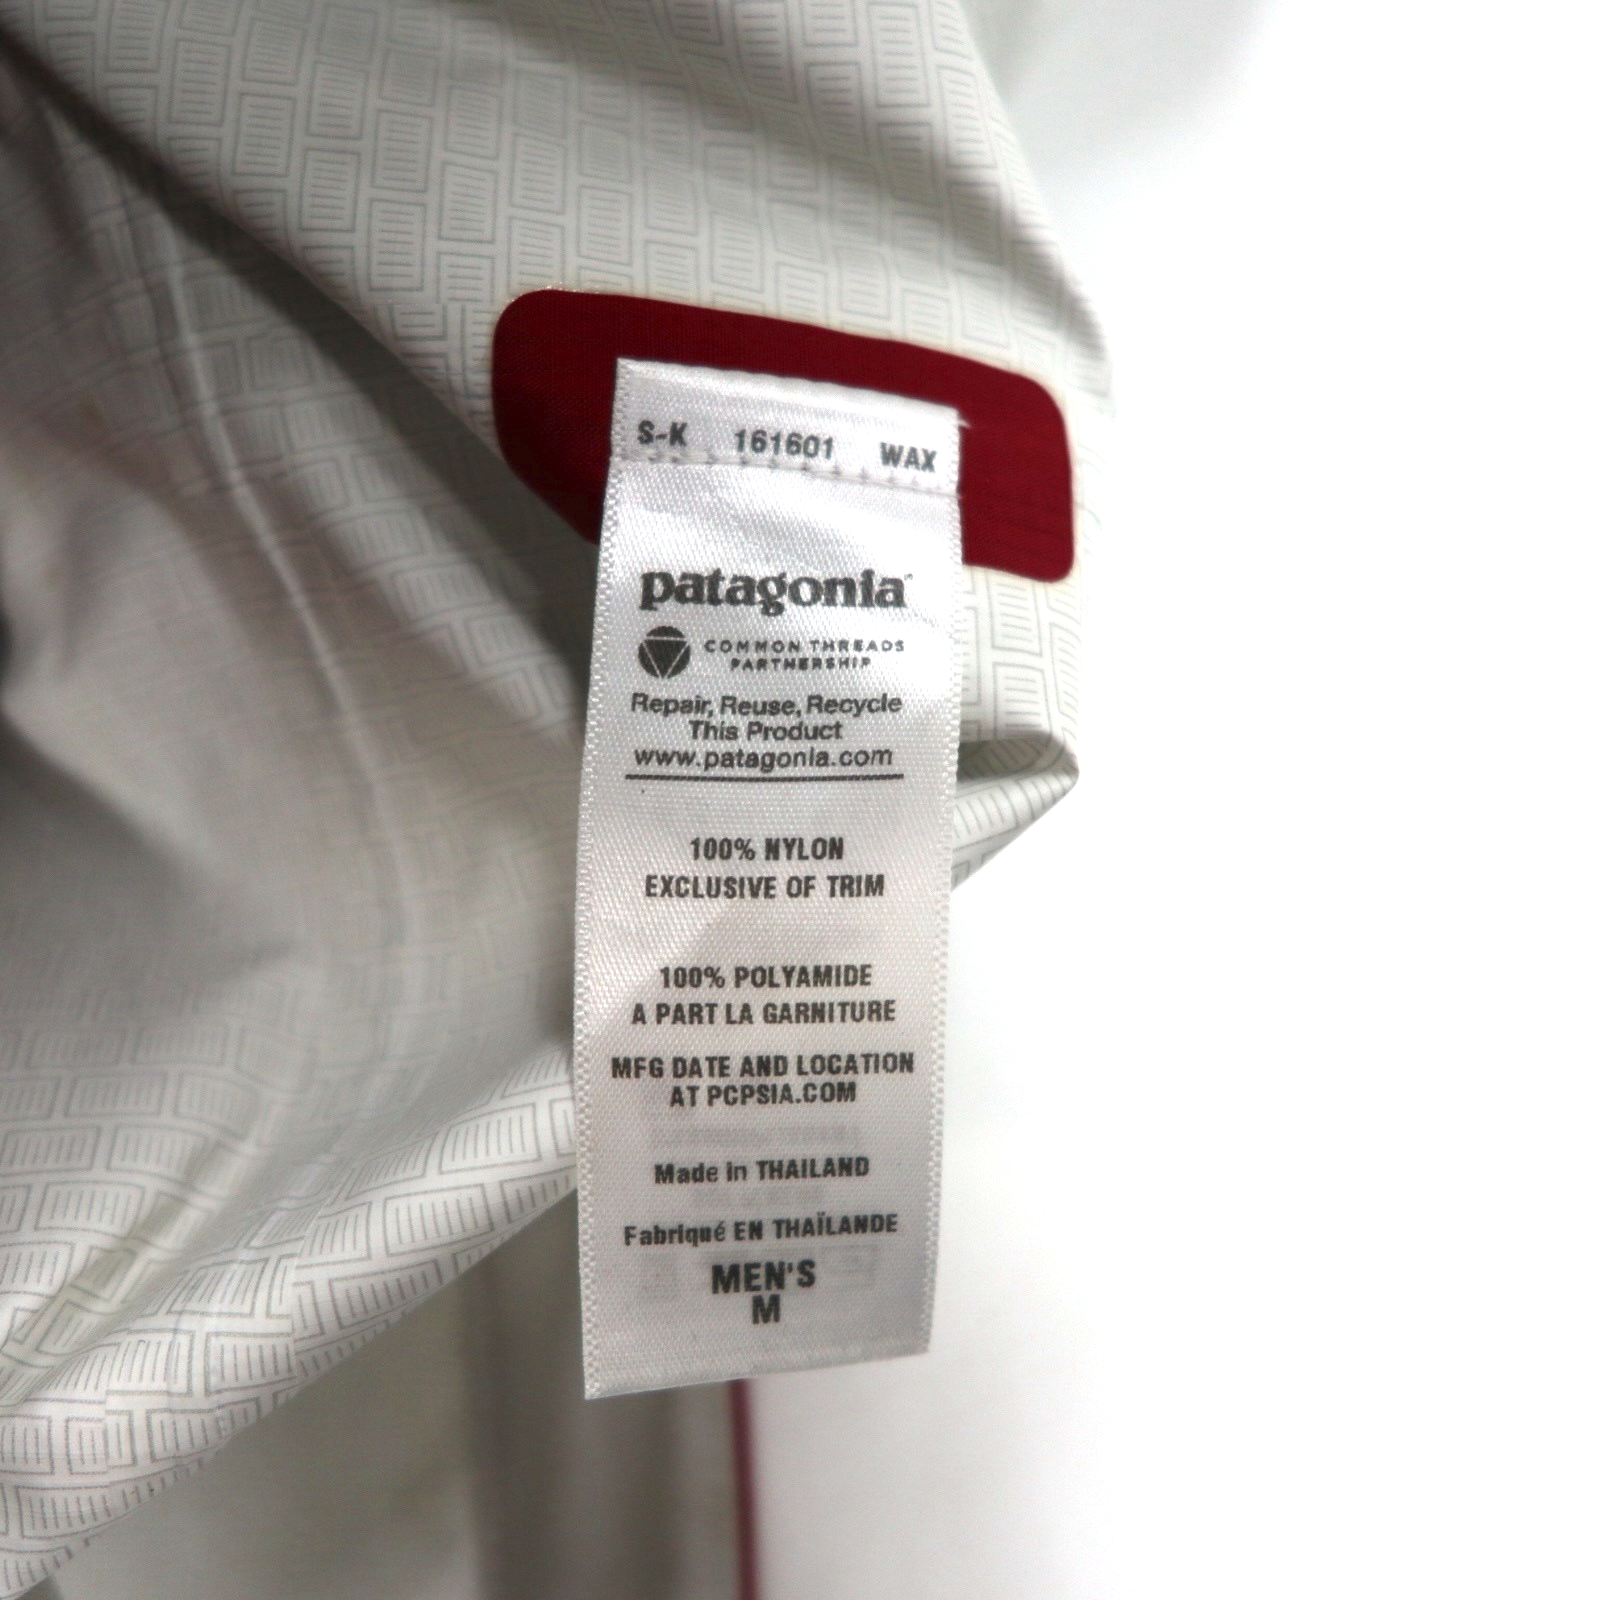 S-K 161601 WAX
patagonia
COMMON THREADS
PARTNERSHIP
Repair, Reuse, Recycle
This Product
www.patagonia.com
100% NYLON
EXCLUSIVE OF TRIM
100% POLYAMIDE
A PART LA GARNITURE
MFG DATE AND LOCATION
AT PCPSIA.COM
Made in THAILAND
Fabriqué EN THAÏLANDE
MEN'S
M